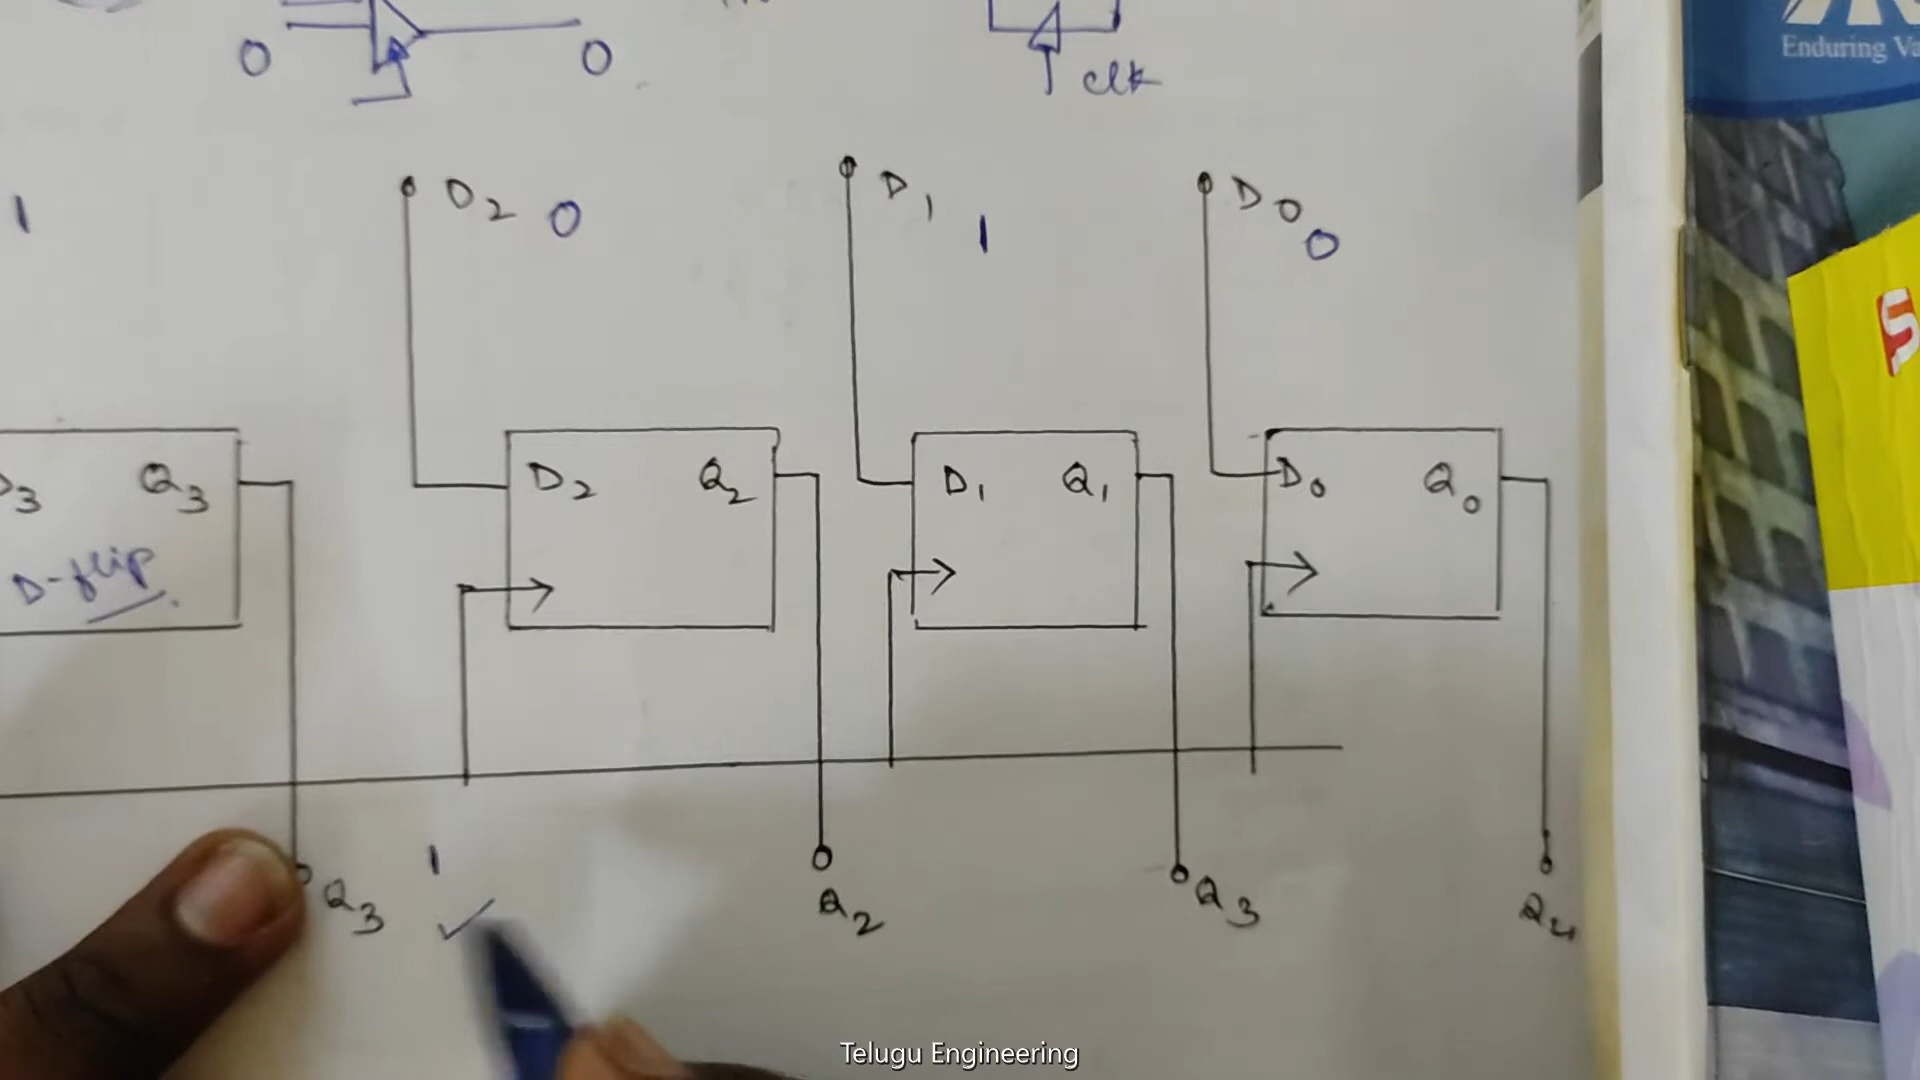 Enduring Va
0 0
clk
1 D2 0 D1 1 D0 0
S
D3 Q3 D2 Q2 D1 Q1 D0 Q0
D-flip
1
Q3 Q2 Q3 Q4
Telugu Engineering